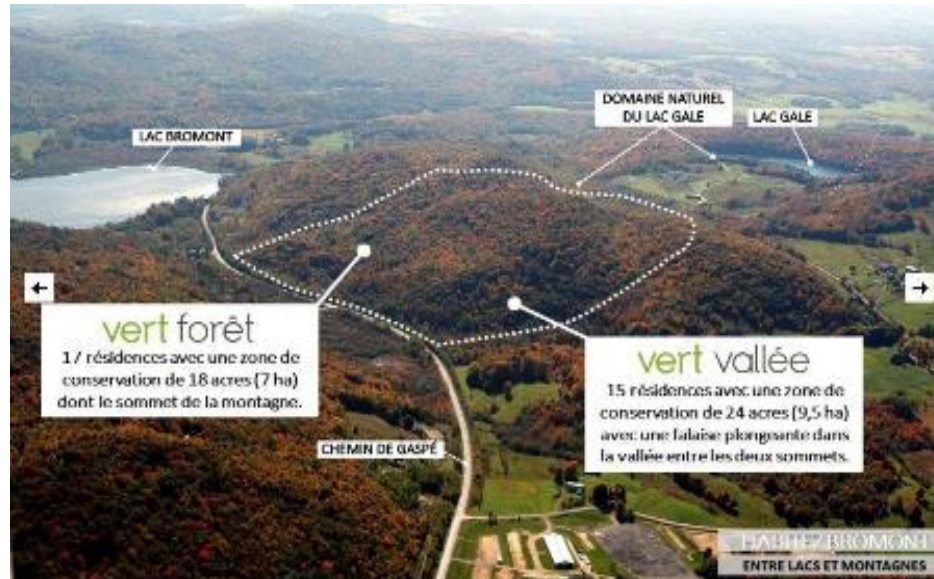 LAC BROMONT
DOMAINE NATUREL
DU LAC GALE
LAC GALE
vert forêt
17 résidences avec une zone de
conservation de 18 acres (7 ha)
dont le sommet de la montagne.
vert vallée
15 résidences avec une zone de
conservation de 24 acres (9,5 ha)
avec une falaise plongeante dans
la vallée entre les deux sommets.
CHEMIN DE GASPÉ
HABITEZ BROMONT
ENTRE LACS ET MONTAGNES